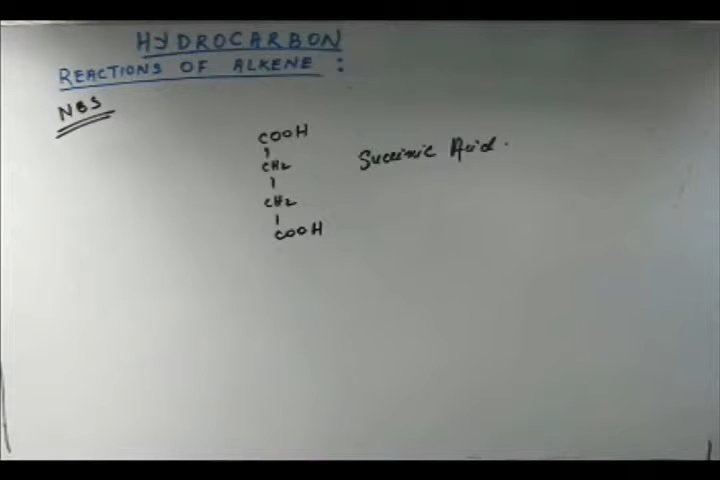 HYDROCARBON
REACTIONS OF ALKENE :
NBS
COOH
CH2
CH2
COOH
Succinic Acid.